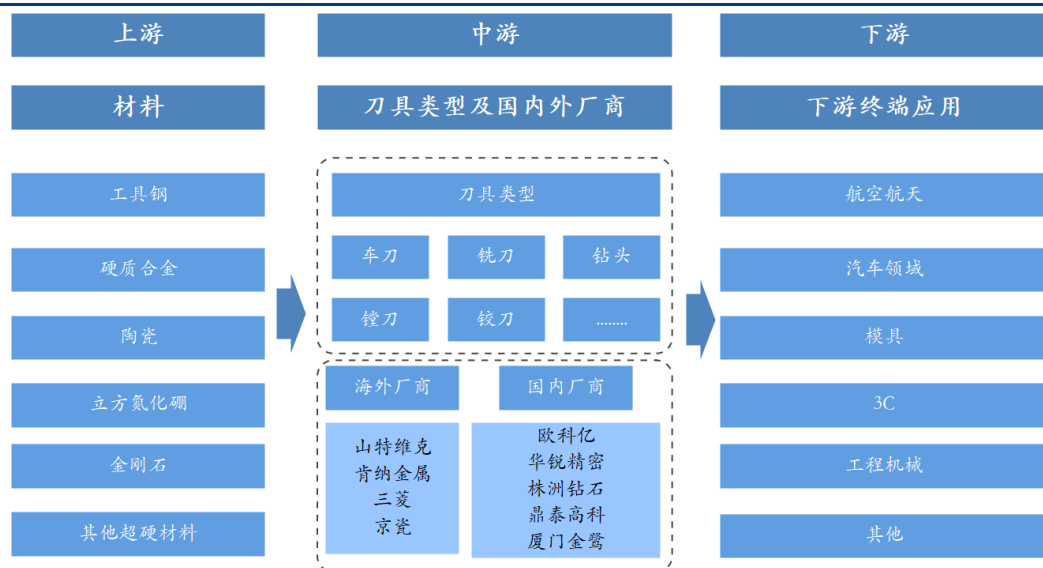 上游
中游
下游
材料
刀具类型及国内外厂商
下游终端应用
工具钢
硬质合金
陶瓷
立方氮化硼
金刚石
其他超硬材料
刀具类型
车刀
铣刀
钻头
镗刀
铰刀
........
海外厂商
国内厂商
山特维克
肯纳金属
三菱
京瓷
欧科亿
华锐精密
株洲钻石
鼎泰高科
厦门金鹭
航空航天
汽车领域
模具
3C
工程机械
其他